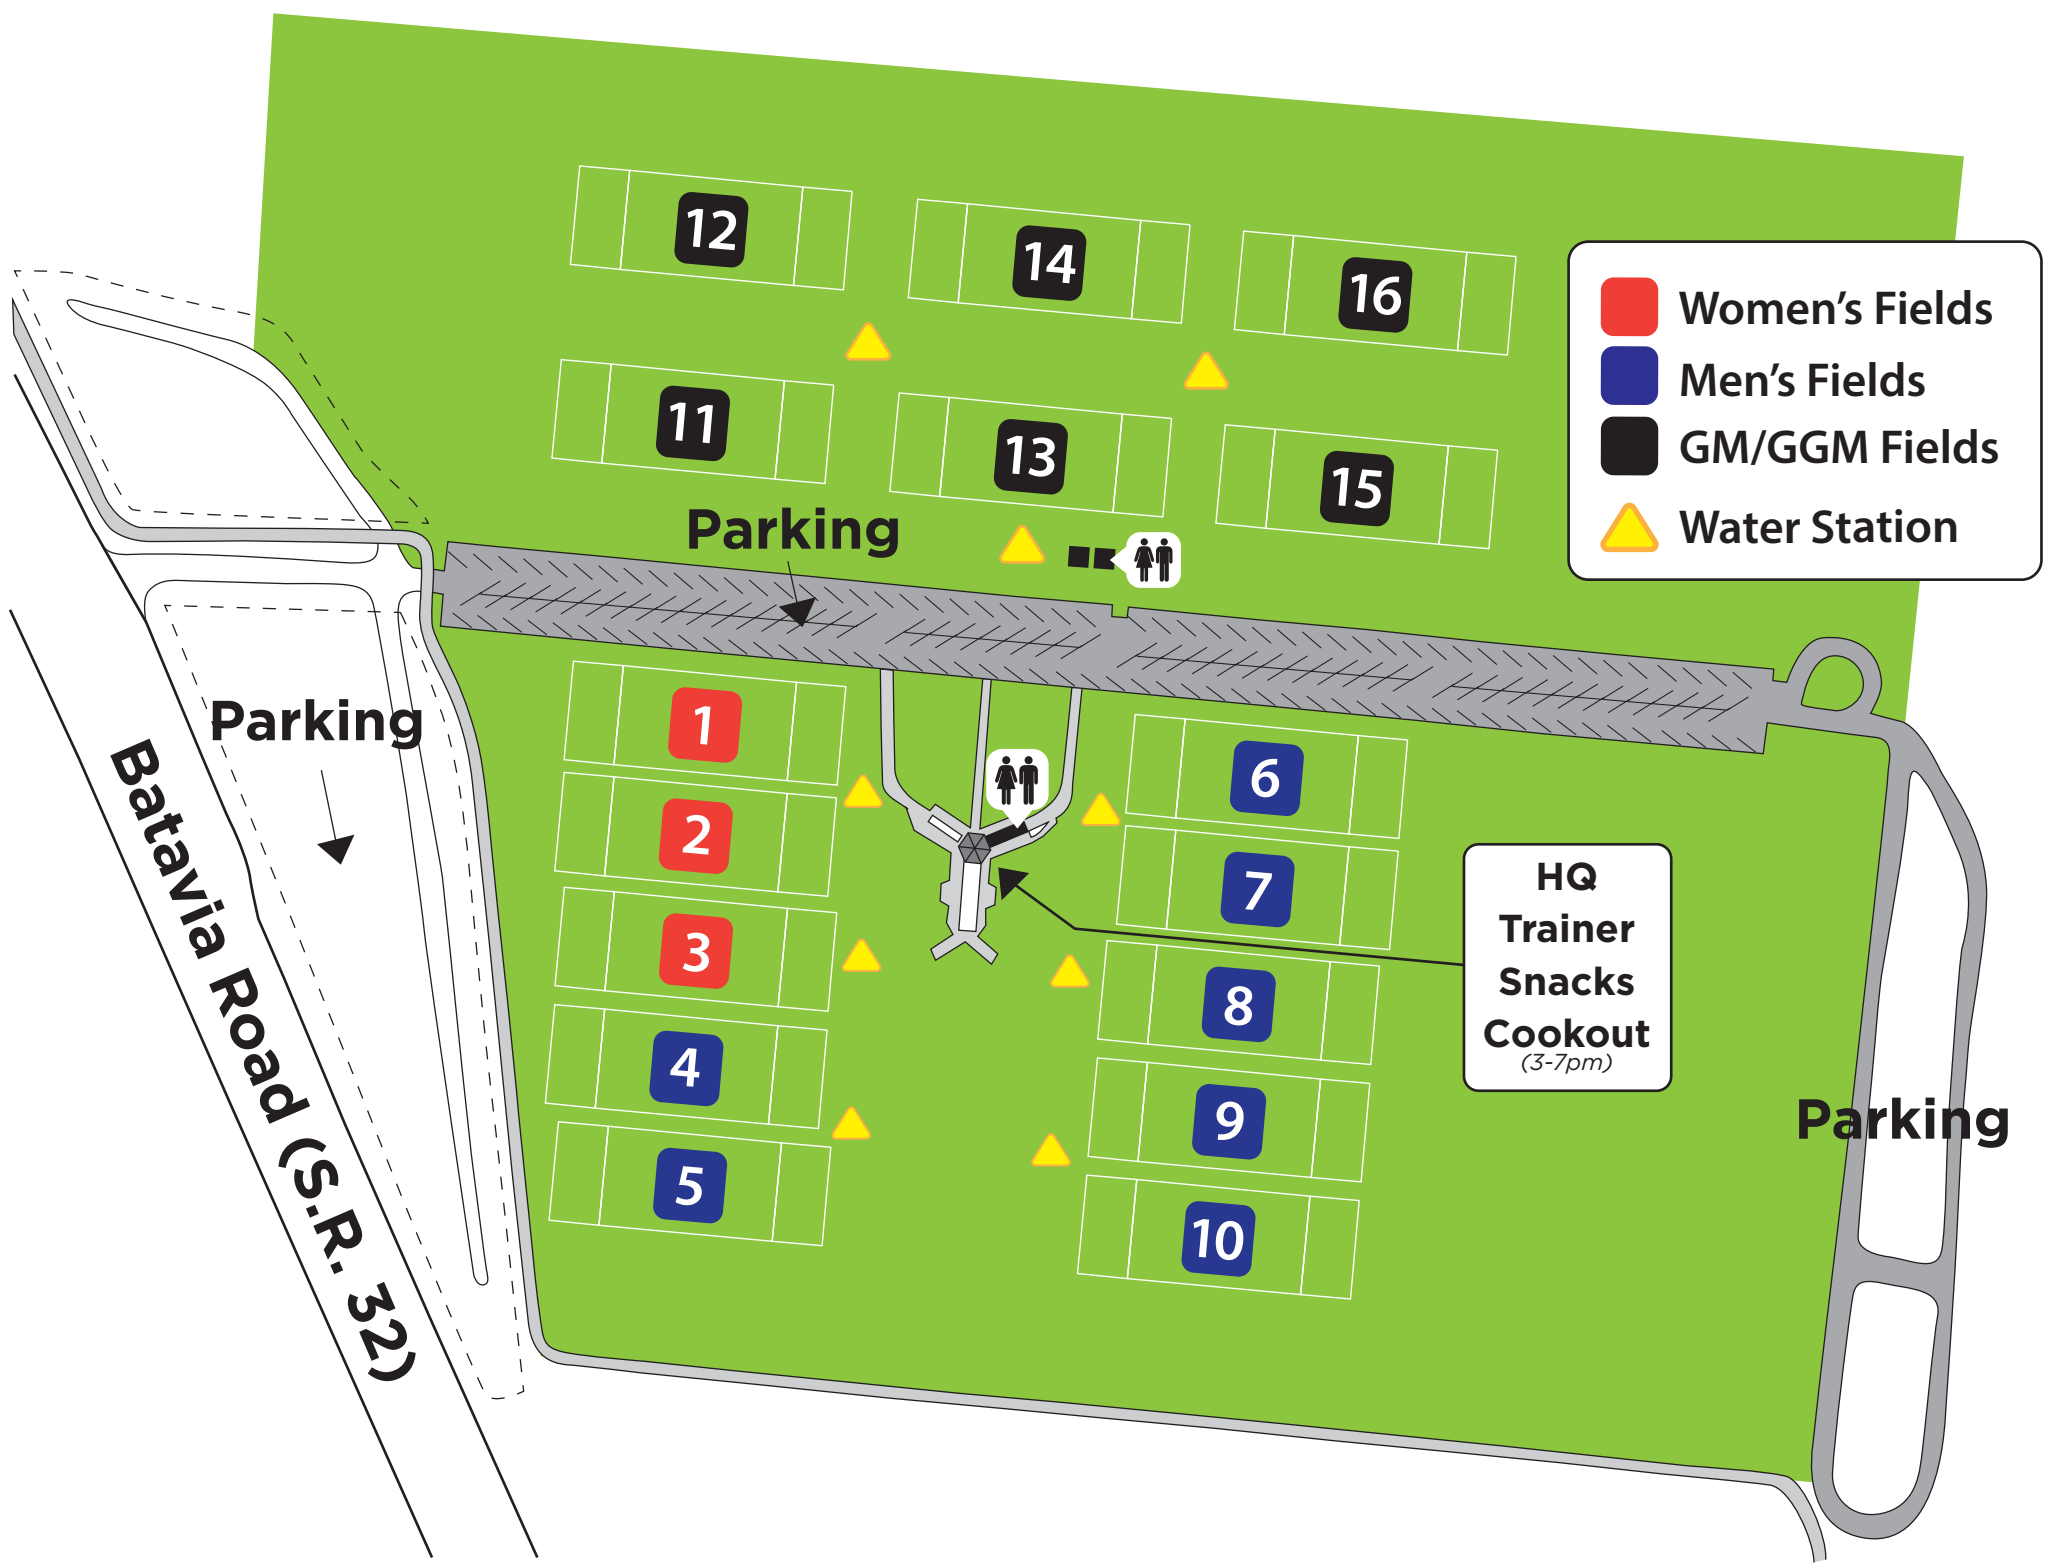 12
14
16
Women's Fields
Men's Fields
GM/GGM Fields
Water Station
11
13
15
Parking
Parking
1
2
3
4
5
6
7
8
9
10
HQ
Trainer
Snacks
Cookout
(3-7pm)
Parking
Batavia Road (S.R. 32)